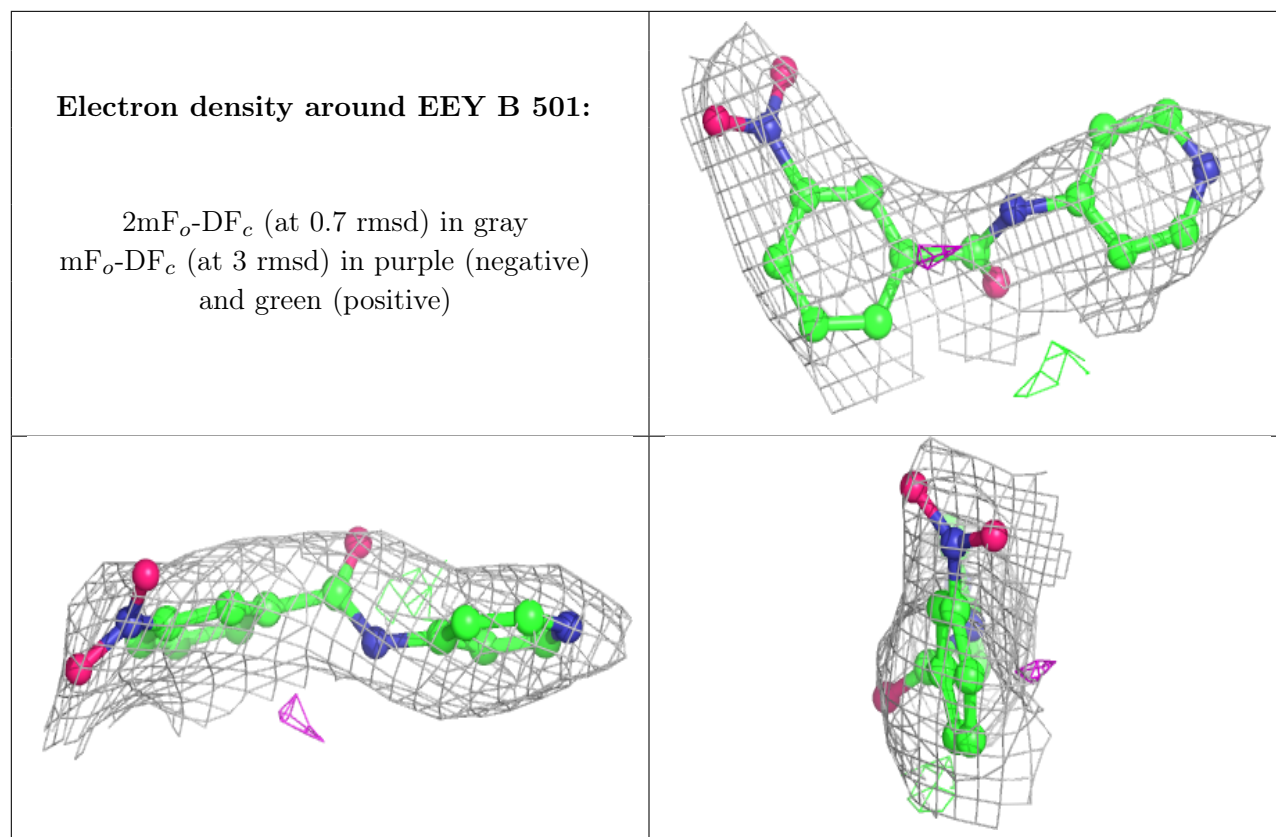 Electron density around EEY B 501:
2mFo-DFc (at 0.7 rmsd) in gray
mFo-DFc (at 3 rmsd) in purple (negative)
and green (positive)